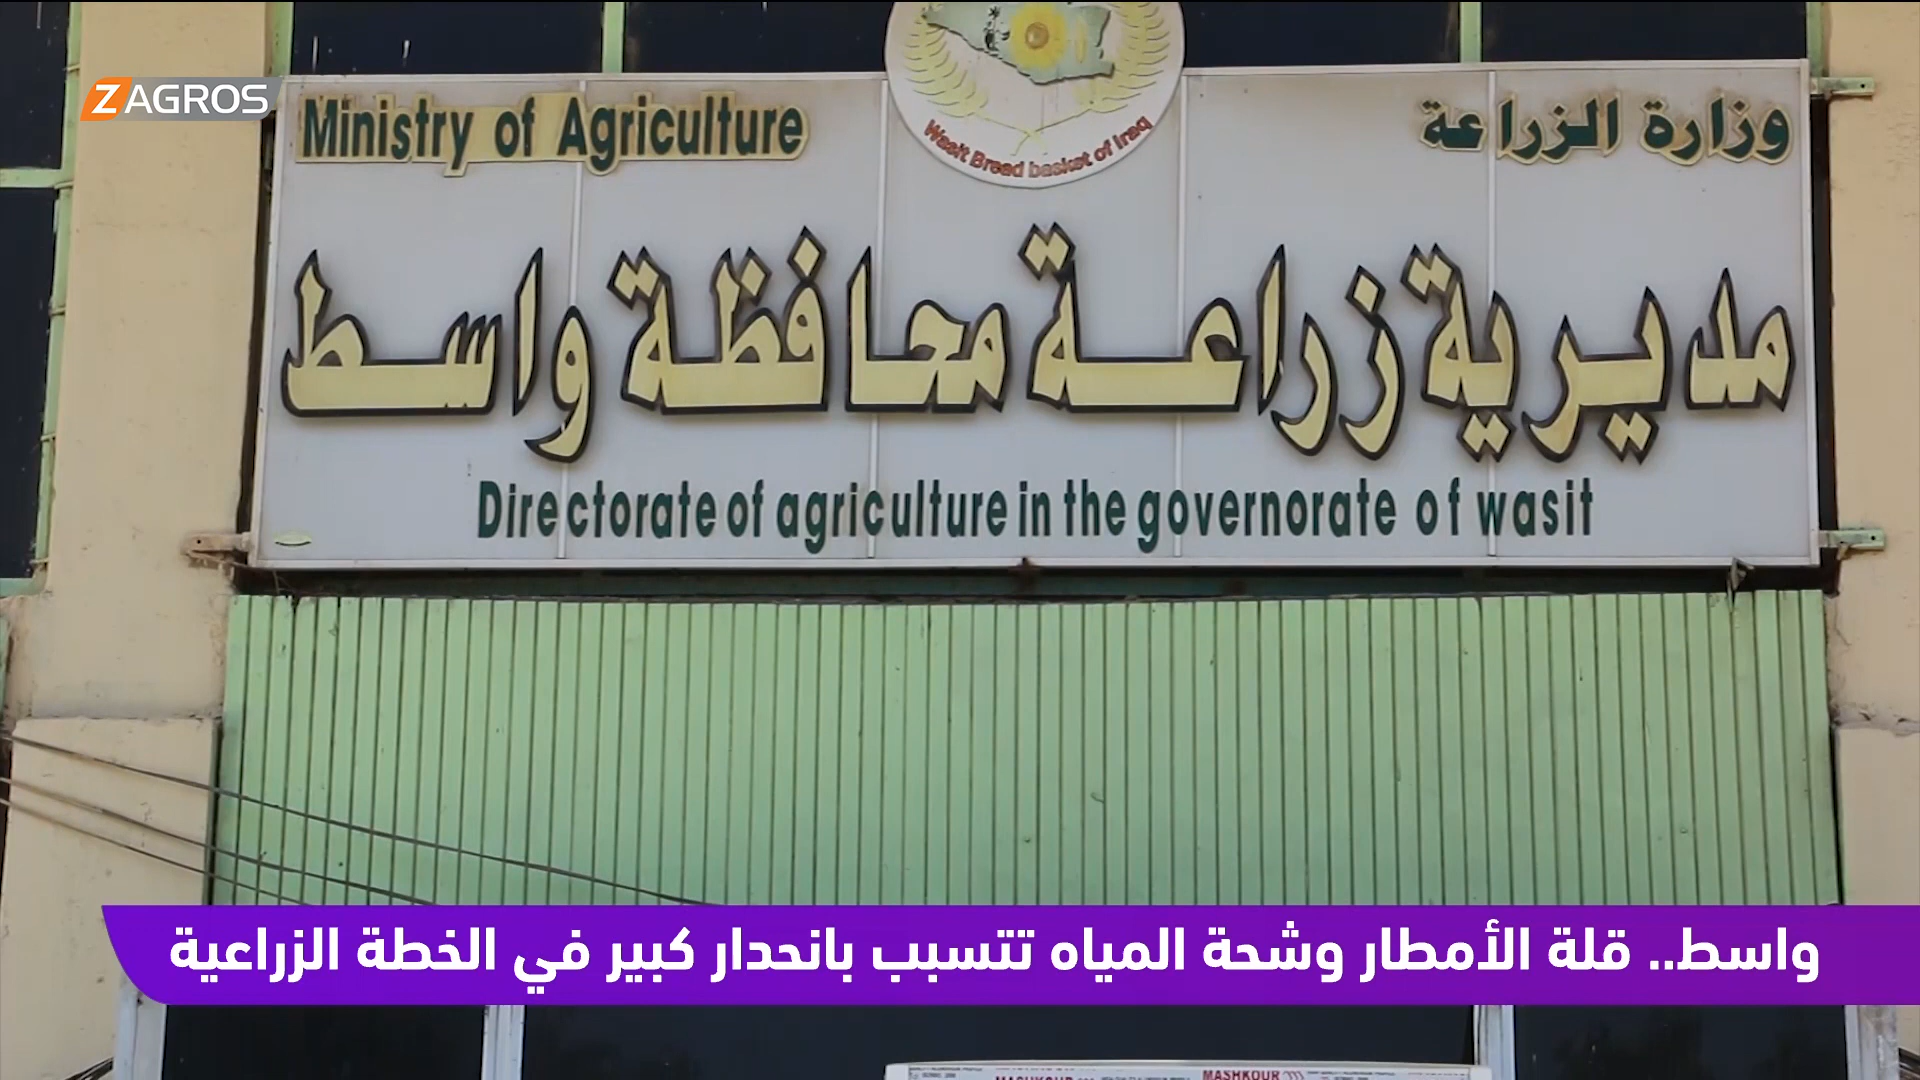 ZAGROS
Ministry of Agriculture
Wasit Bread basket of Iraq
وزارة الزراعة
مديرية زراعة محافظة واسط
Directorate of agriculture in the governorate of wasit
واسط.. قلة الأمطار وشحة المياه تتسبب بانحدار كبير في الخطة الزراعية
MASHKOUR MASHKOUR